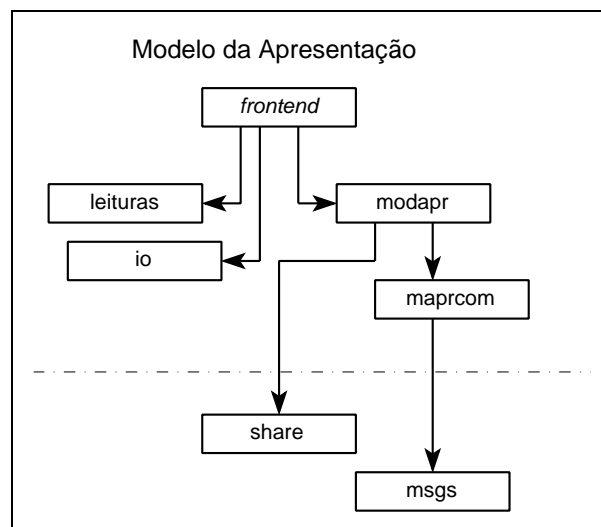 Modelo da Apresentação
frontend
leituras
modapr
io
maprcom
share
msgs